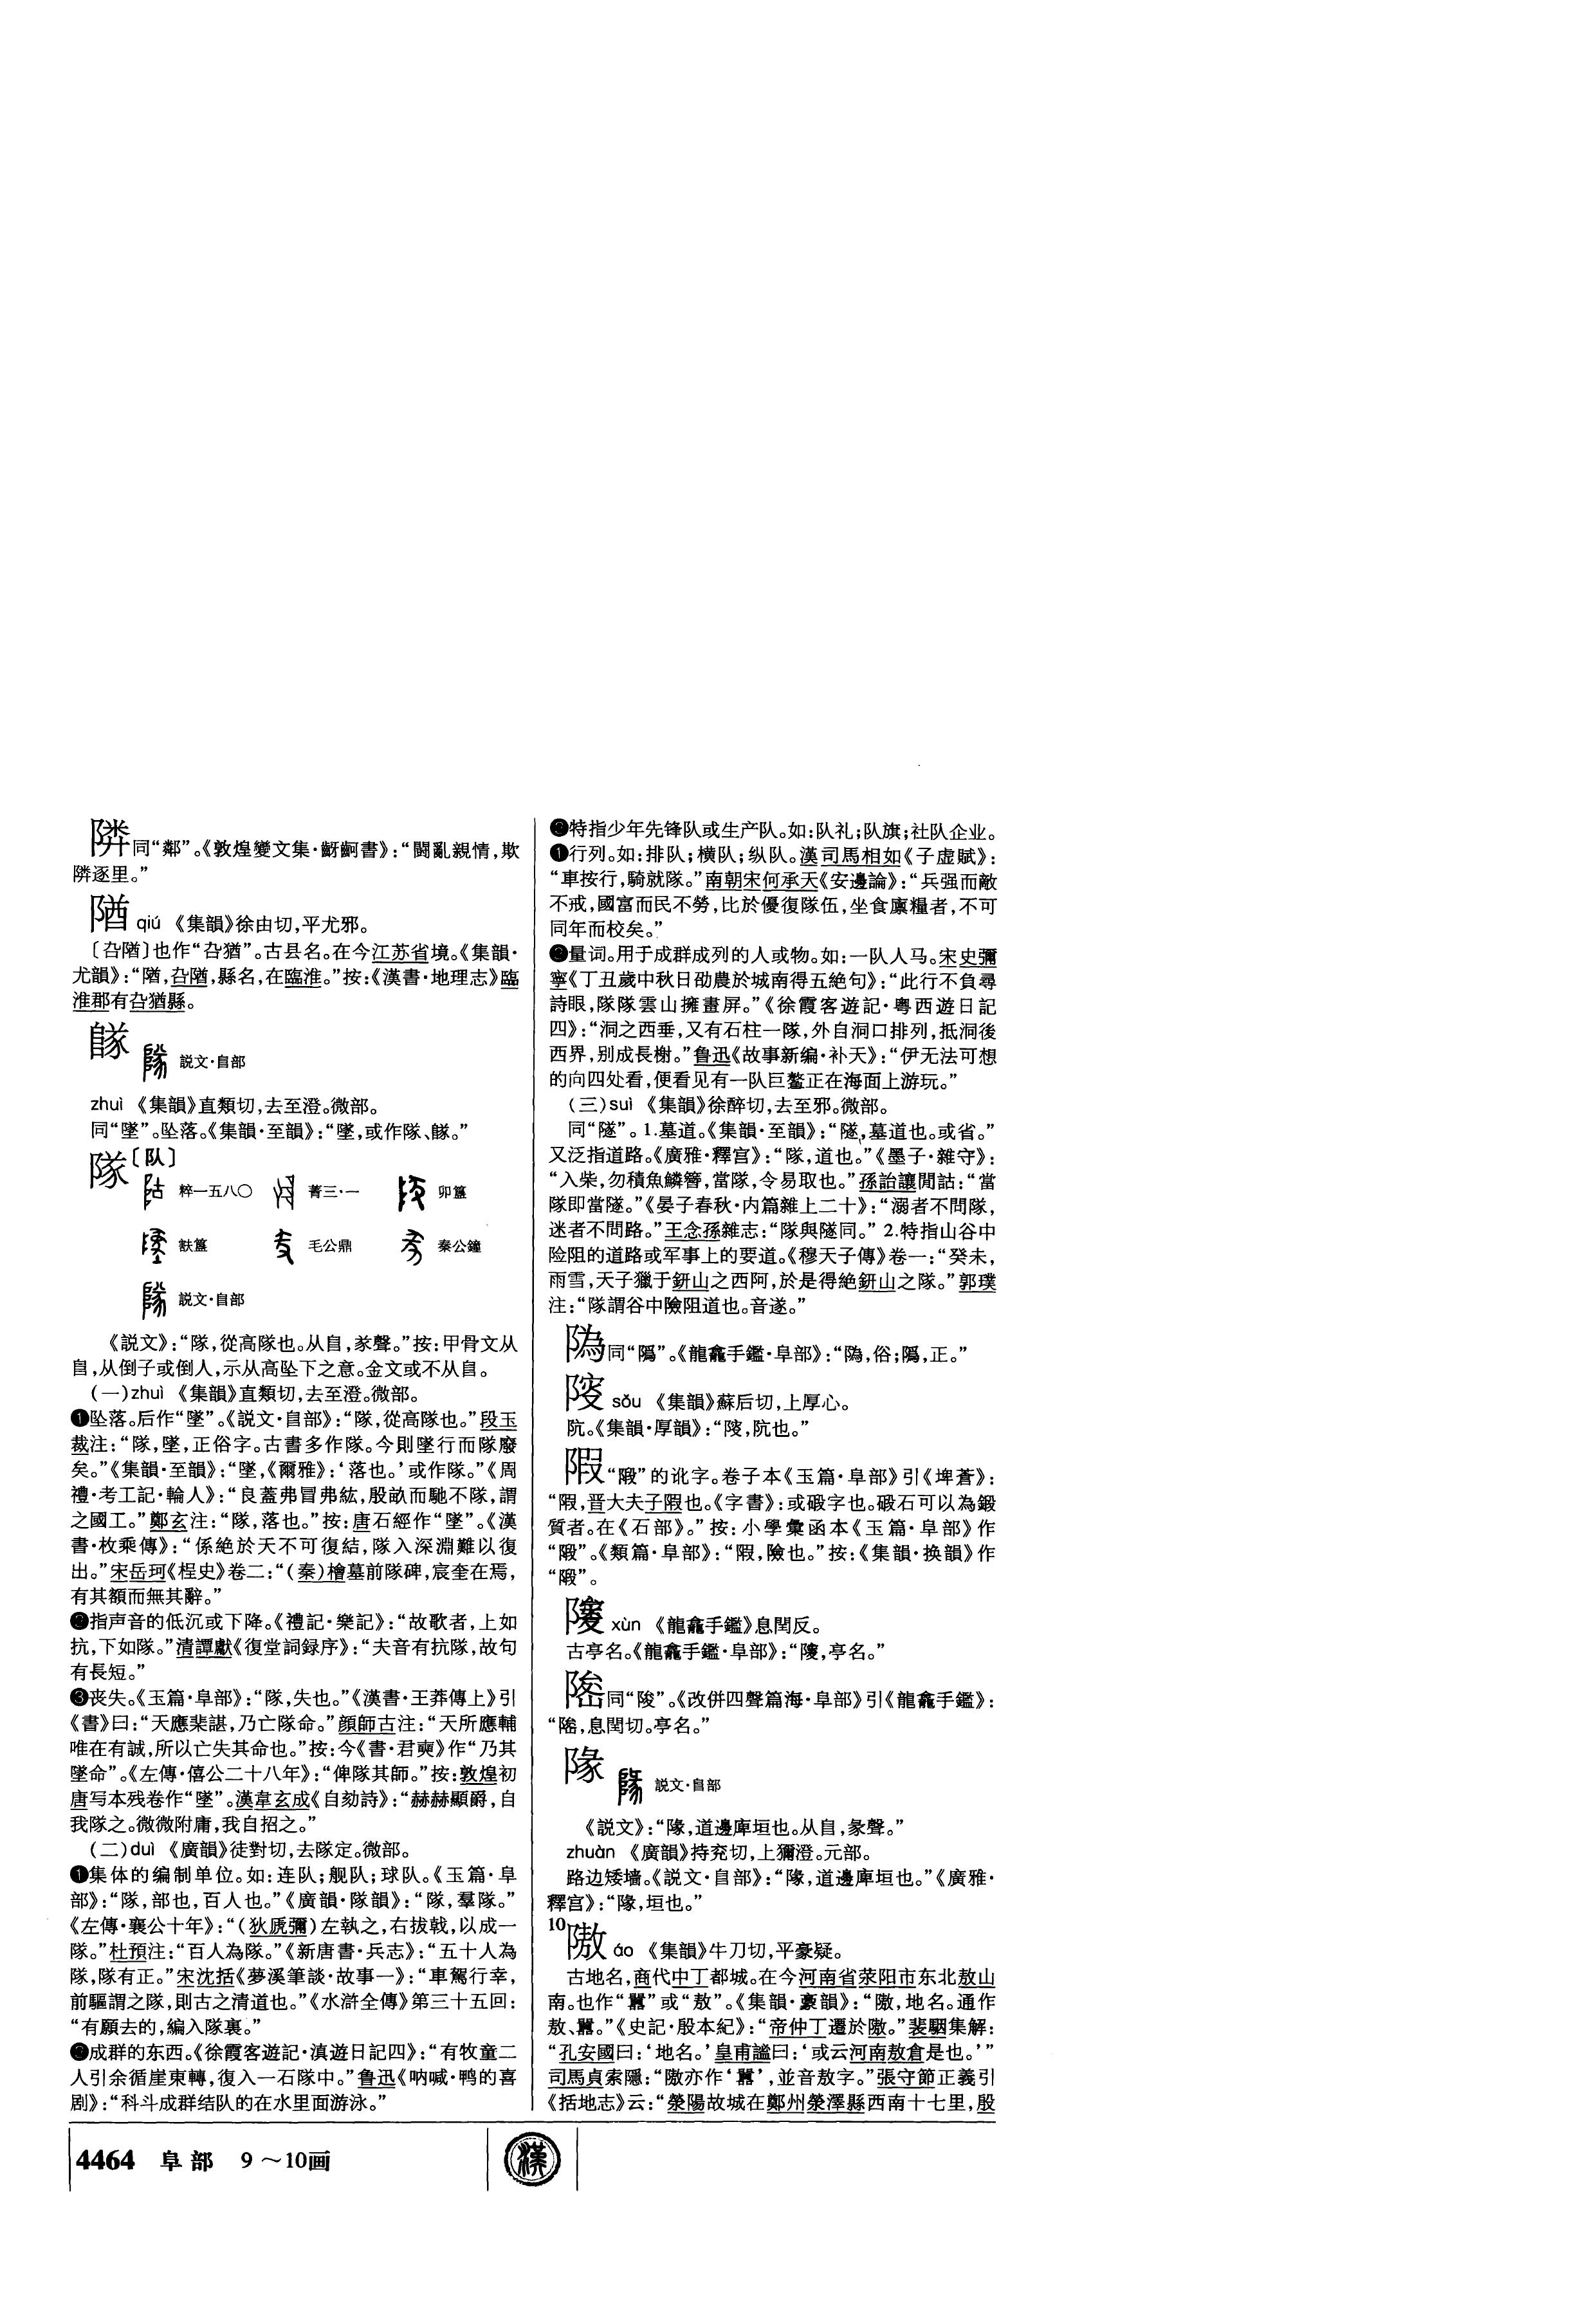 隣同“鄰”。《敦煌變文集·齖䶗書》：“鬬亂親情，欺
隣逐里。”
䧝 qiú 《集韻》徐由切，平尤邪。
〔厹䧝〕也作“厹猶”。古县名。在今江苏省境。《集韻·
尤韻》：“䧝，厹䧝，縣名，在臨淮。”按：《漢書·地理志》臨
淮郡有厹猶縣。
説文·𨸏部
zhuì 《集韻》直類切，去至澄。微部。
同“墜”。坠落。《集韻·至韻》：“墜，或作隊、。”
隊〔队〕
粹一五八〇 菁三·一 卯簋
㝬簋 毛公鼎 秦公鐘
説文·𨸏部
《説文》：“隊，從高隊也。从𨸏，㒸聲。”按：甲骨文从
𨸏，从倒子或倒人，示从高坠下之意。金文或不从𨸏。
（一）zhuì 《集韻》直類切，去至澄。微部。
❶坠落。后作“墜”。《説文·𨸏部》：“隊，從高隊也。”段玉
裁注：“隊，墜，正俗字。古書多作隊。今則墜行而隊廢
矣。”《集韻·至韻》：“墜，《爾雅》：‘落也。’或作隊。”《周
禮·考工記·輪人》：“良蓋弗冒弗紘，殷畝而馳不隊，謂
之國工。”鄭玄注：“隊，落也。”按：唐石經作“墜”。《漢
書·枚乘傳》：“係絶於天不可復結，隊入深淵難以復
出。”宋岳珂《桯史》卷二：“（秦）檜墓前隊碑，宸奎在焉，
有其額而無其辭。”
❷指声音的低沉或下降。《禮記·樂記》：“故歌者，上如
抗，下如隊。”清譚獻《復堂詞録序》：“夫音有抗隊，故句
有長短。”
❸丧失。《玉篇·阜部》：“隊，失也。”《漢書·王莽傳上》引
《書》曰：“天應棐諶，乃亡隊命。”顔師古注：“天所應輔
唯在有誠，所以亡失其命也。”按：今《書·君奭》作“乃其
墜命”。《左傳·僖公二十八年》：“俾隊其師。”按：敦煌初
唐写本残卷作“墜”。漢韋玄成《自劾詩》：“赫赫顯爵，自
我隊之。微微附庸，我自招之。”
（二）duì 《廣韻》徒對切，去隊定。微部。
❶集体的编制单位。如：连队；舰队；球队。《玉篇·阜
部》：“隊，部也，百人也。”《廣韻·隊韻》：“隊，羣隊。”
《左傳·襄公十年》：“（狄虒彌）左執之，右拔戟，以成一
隊。”杜預注：“百人為隊。”《新唐書·兵志》：“五十人為
隊，隊有正。”宋沈括《夢溪筆談·故事一》：“車駕行幸，
前驅謂之隊，則古之清道也。”《水滸全傳》第三十五回：
“有願去的，編入隊裏。”
❷成群的东西。《徐霞客遊記·滇遊日記四》：“有牧童二
人引余循崖東轉，復入一石隊中。”鲁迅《呐喊·鸭的喜
剧》：“科斗成群结队的在水里面游泳。”
❸特指少年先锋队或生产队。如：队礼；队旗；社队企业。
❶行列。如：排队；横队；纵队。漢司馬相如《子虚賦》：
“車按行，騎就隊。”南朝宋何承天《安邊論》：“兵强而敵
不戒，國富而民不勞，比於優復隊伍，坐食廩糧者，不可
同年而校矣。”
❷量词。用于成群成列的人或物。如：一队人马。宋史彌
寧《丁丑歲中秋日劭農於城南得五絶句》：“此行不負尋
詩眼，隊隊雲山擁畫屏。”《徐霞客遊記·粤西遊日記
四》：“洞之西垂，又有石柱一隊，外自洞口排列，抵洞後
西界，别成長榭。”鲁迅《故事新编·补天》：“伊无法可想
的向四处看，便看见有一队巨鳌正在海面上游玩。”
（三）suì 《集韻》徐醉切，去至邪。微部。
同“隧”。1.墓道。《集韻·至韻》：“隧，墓道也。或省。”
又泛指道路。《廣雅·釋宫》：“隊，道也。”《墨子·雜守》：
“入柴，勿積魚鱗簪，當隊，令易取也。”孫詒讓閒詁：“當
隊即當隧。”《晏子春秋·内篇雜上二十》：“溺者不問隊，
迷者不問路。”王念孫雜志：“隊與隧同。”2.特指山谷中
险阻的道路或军事上的要道。《穆天子傳》卷一：“癸未，
雨雪，天子獵于鈃山之西阿，於是得絶鈃山之隊。”郭璞
注：“隊謂谷中險阻道也。音遂。”
同“隝”。《龍龕手鑑·阜部》：“，俗；隝，正。”
sǒu 《集韻》蘇后切，上厚心。
阬。《集韻·厚韻》：“，阬也。”
“”的讹字。卷子本《玉篇·阜部》引《埤蒼》：
“，晋大夫子也。《字書》：或碫字也。碫石可以為鍛
質者。在《石部》。”按：小學彙函本《玉篇·阜部》作
“”。《類篇·阜部》：“，險也。”按：《集韻·换韻》作
“”。
xùn 《龍龕手鑑》息閏反。
古亭名。《龍龕手鑑·阜部》：“，亭名。”
同“陖”。《改併四聲篇海·阜部》引《龍龕手鑑》：
“，息閏切。亭名。”
隊 説文·𨸏部
《説文》：“隊，道邊庳垣也。从𨸏，彖聲。”
zhuàn 《廣韻》持兖切，上獮澄。元部。
路边矮墙。《説文·𨸏部》：“隊，道邊庳垣也。”《廣雅·
釋宫》：“隊，垣也。”
10隞 áo 《集韻》牛刀切，平豪疑。
古地名，商代中丁都城。在今河南省荥阳市东北敖山
南。也作“嚻”或“敖”。《集韻·豪韻》：“隞，地名。通作
敖、嚻。”《史記·殷本紀》：“帝仲丁遷於隞。”裴駰集解：
“孔安國曰：‘地名。’皇甫謐曰：‘或云河南敖倉是也。’”
司馬貞索隱：“隞亦作‘嚻’，並音敖字。”張守節正義引
《括地志》云：“滎陽故城在鄭州滎澤縣西南十七里，殷
4464 阜部 9～10画
漢